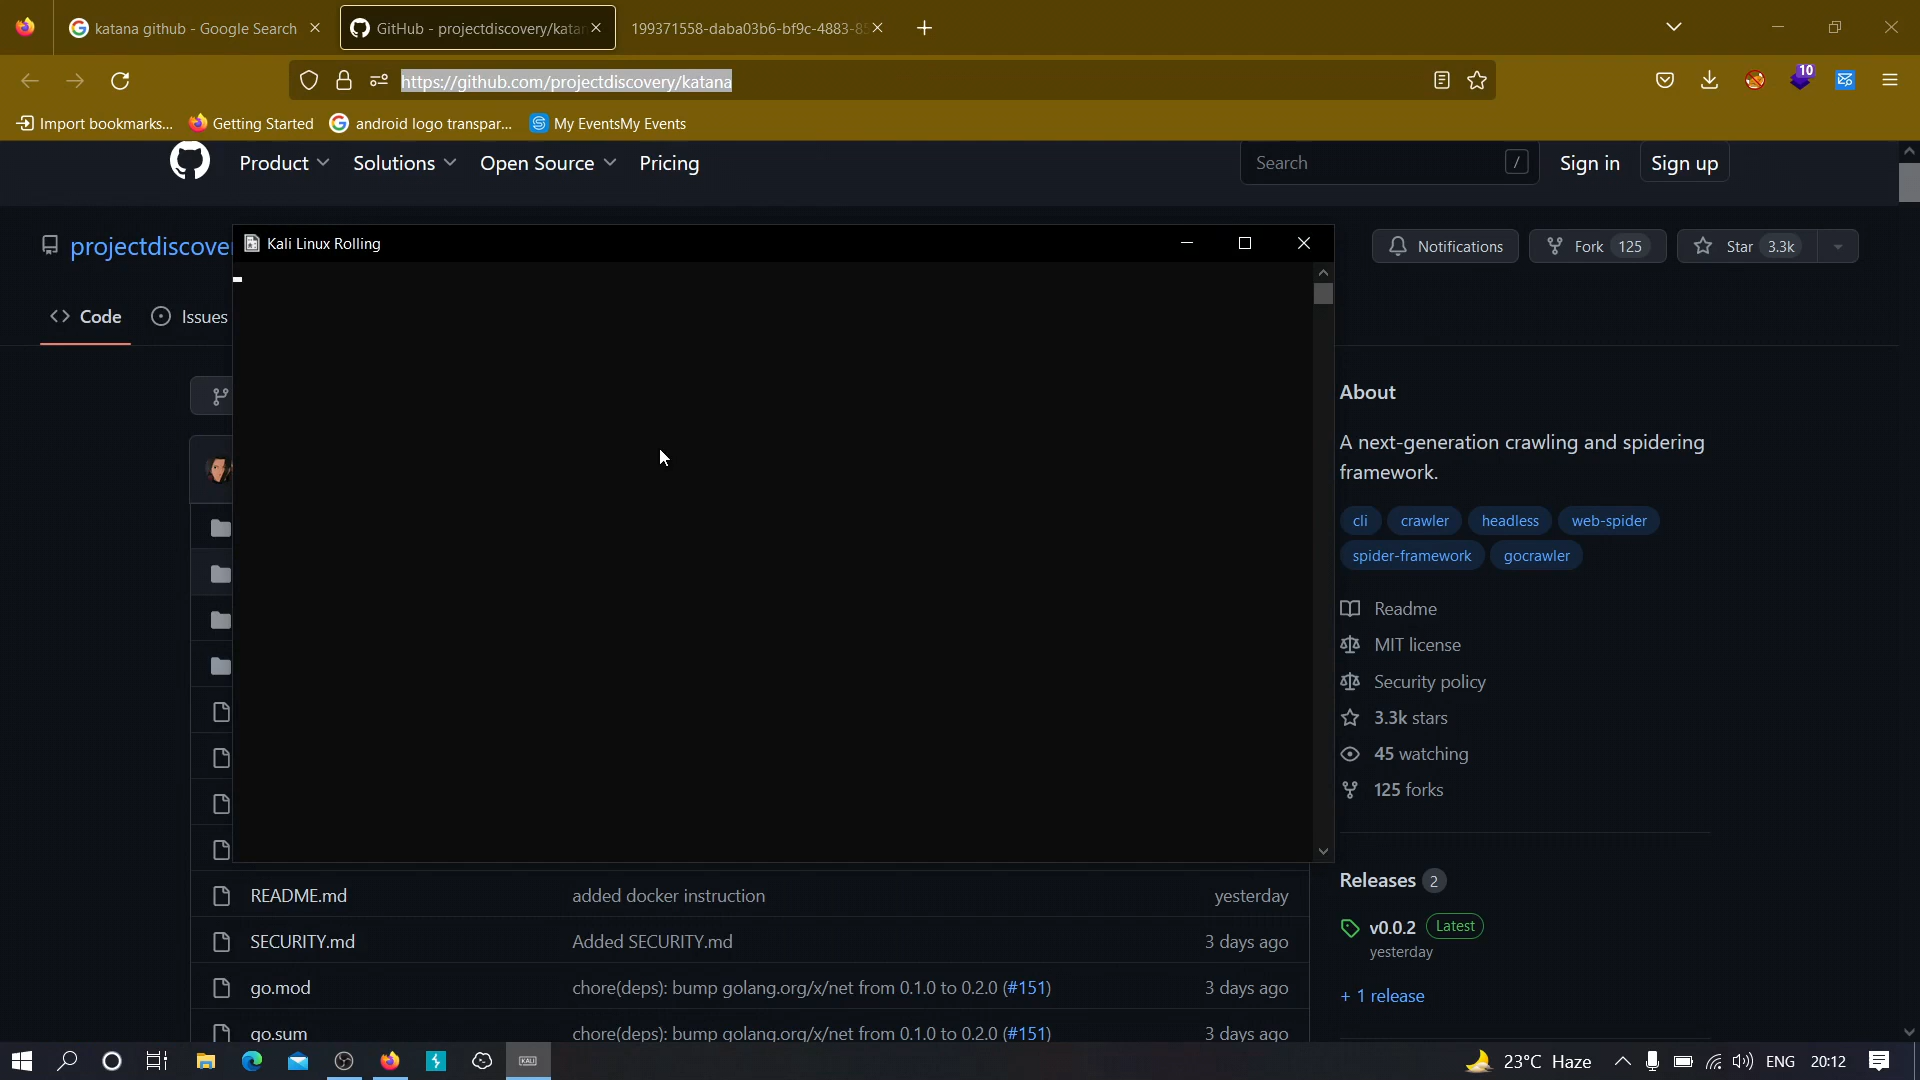 katana github - Google Search
GitHub - projectdiscovery/katan
199371558-daba03b6-bf9c-4883-8
https://github.com/projectdiscovery/katana
10
Import bookmarks...
Getting Started
android logo transpar...
My EventsMy Events
Product
Solutions
Open Source
Pricing
Search
/
Sign in
Sign up
projectdiscove
Kali Linux Rolling
Notifications
Fork 125
Star 3.3k
Code
Issues
About
A next-generation crawling and spidering
framework.
cli
crawler
headless
web-spider
spider-framework
gocrawler
Readme
MIT license
Security policy
3.3k stars
45 watching
125 forks
Releases 2
v0.0.2
Latest
yesterday
+ 1 release
README.md
added docker instruction
yesterday
SECURITY.md
Added SECURITY.md
3 days ago
go.mod
chore(deps): bump golang.org/x/net from 0.1.0 to 0.2.0 (#151)
3 days ago
go.sum
chore(deps): bump golang.org/x/net from 0.1.0 to 0.2.0 (#151)
3 days ago
KALI
23°C Haze
ENG
20:12